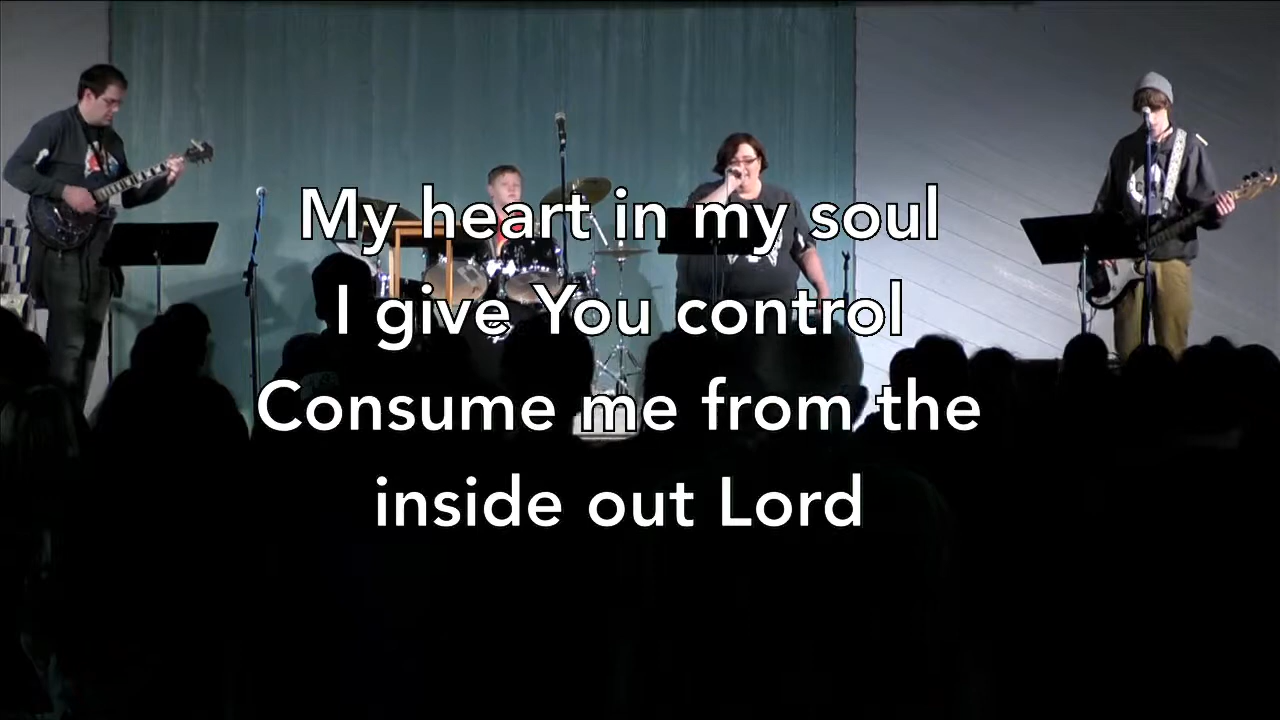 My heart in my soul
I give You control
Consume me from the
inside out Lord